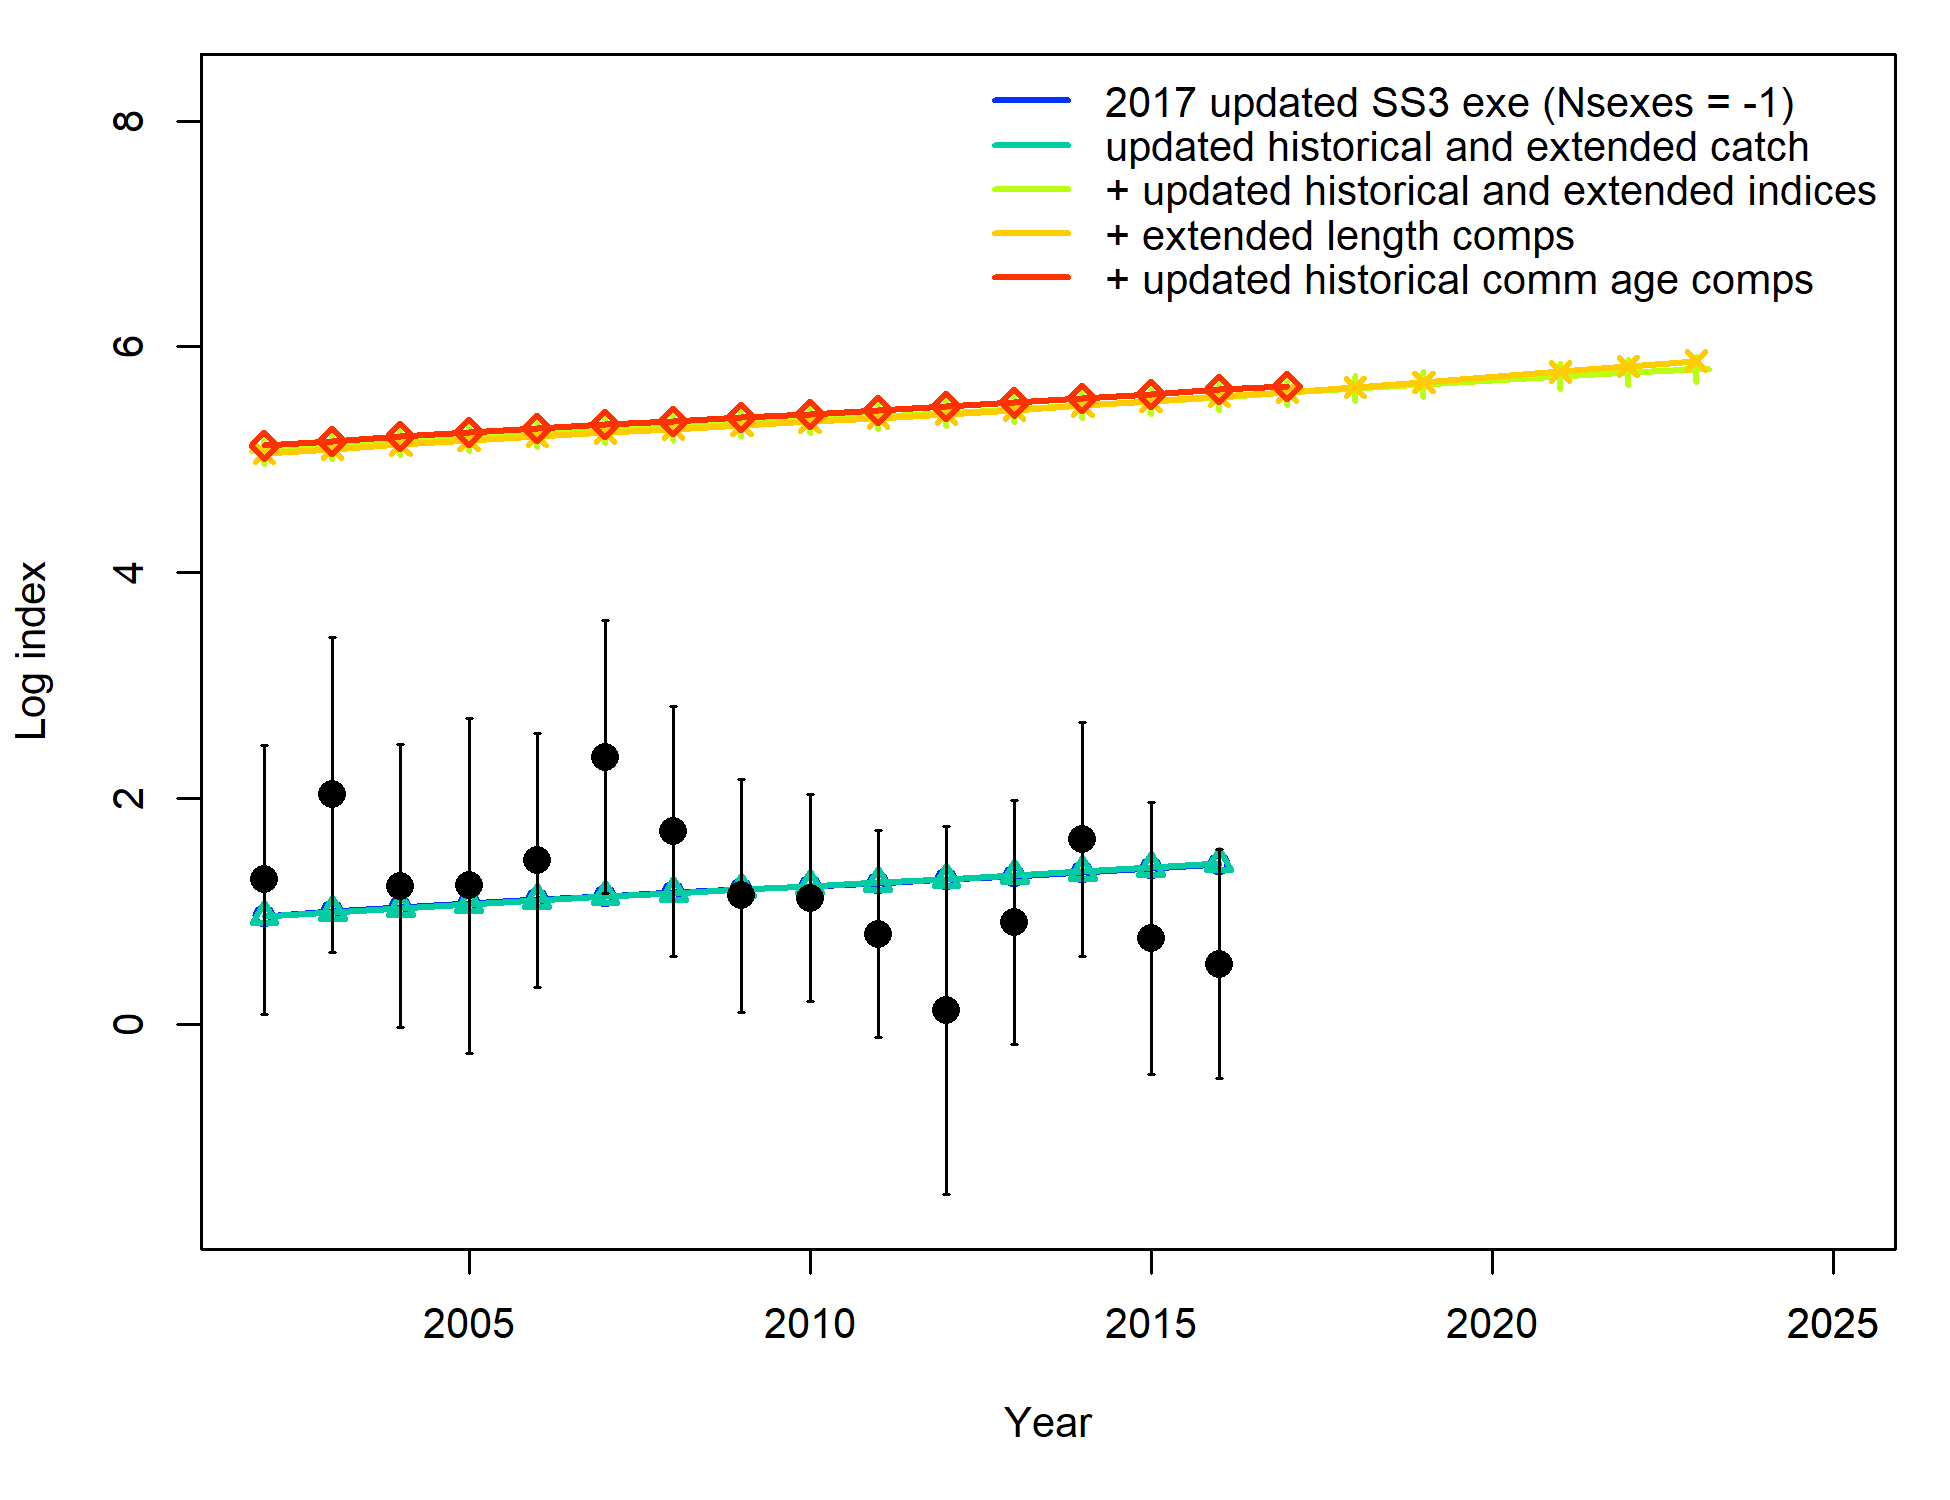 2017 updated SS3 exe (Nsexes = -1)
updated historical and extended catch
+ updated historical and extended indices
+ extended length comps
+ updated historical comm age comps
8
6
4
2
0
Log index
2005 2010 2015 2020 2025
Year